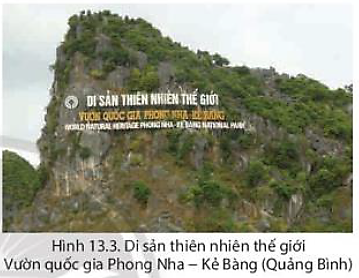 DI SẢN THIÊN NHIÊN THẾ GIỚI
VƯỜN QUỐC GIA PHONG NHA - KẺ BÀNG
WORLD NATURAL HERITAGE PHONG NHA - KE BANG NATIONAL PARK
Hình 13.3. Di sản thiên nhiên thế giới
Vườn quốc gia Phong Nha – Kẻ Bàng (Quảng Bình)